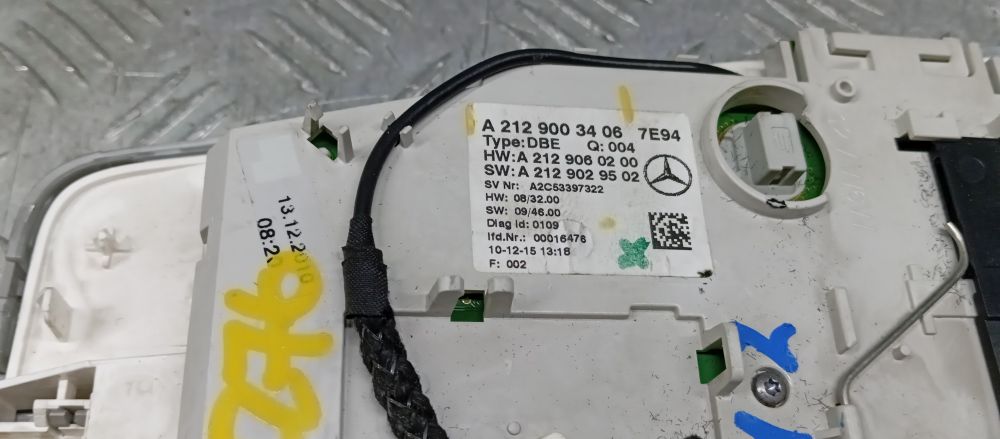 A 212 900 34 06 7E94
Type:DBE Q: 004
HW: A 212 906 02 00
SW: A 212 902 95 02
SV Nr: A2C53397322
HW: 08/32.00
SW: 09/46.00
Diag Id: 0109
lfd.Nr.: 00016476
10-12-15 13:16
F: 002
13.12.2010